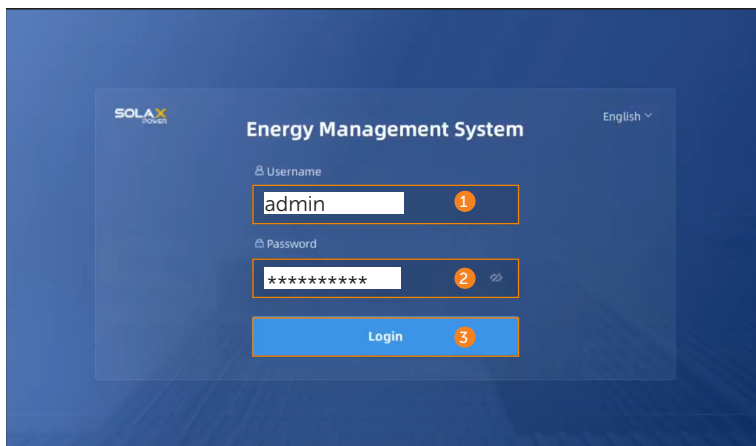 SOLAX
POWER
English
Energy Management System
Username
admin
1
Password
**********
2
Login
3